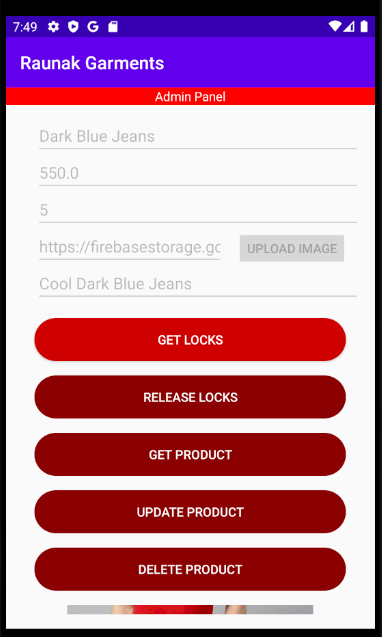 7:49
Raunak Garments
Admin Panel
Dark Blue Jeans
550.0
5
https://firebasestorage.gc
UPLOAD IMAGE
Cool Dark Blue Jeans
GET LOCKS
RELEASE LOCKS
GET PRODUCT
UPDATE PRODUCT
DELETE PRODUCT